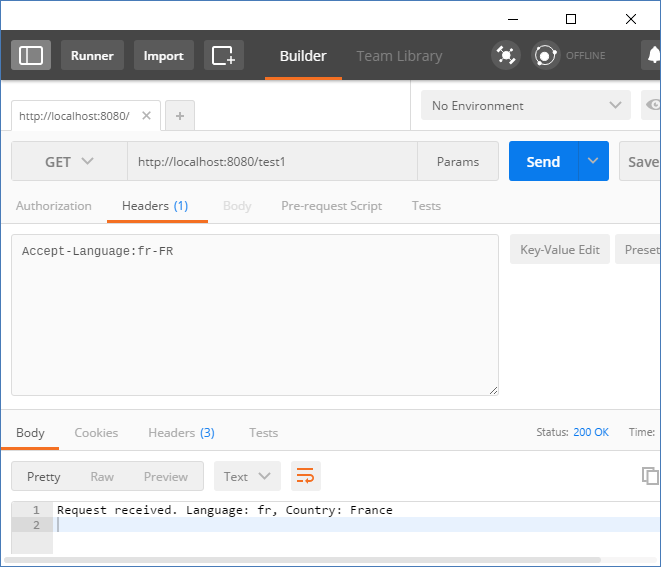 Runner Import Builder Team Library OFFLINE
http://localhost:8080/ No Environment
GET http://localhost:8080/test1 Params Send Save
Authorization Headers (1) Body Pre-request Script Tests
Accept-Language:fr-FR Key-Value Edit Preset
Body Cookies Headers (3) Tests Status: 200 OK Time:
Pretty Raw Preview Text
1 Request received. Language: fr, Country: France
2